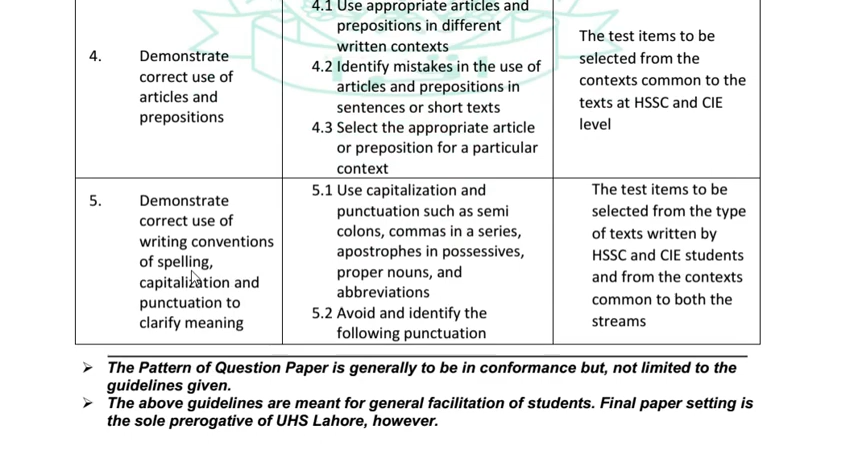 4.1 Use appropriate articles and
prepositions in different
written contexts
4. Demonstrate
correct use of
articles and
prepositions
4.2 Identify mistakes in the use of
articles and prepositions in
sentences or short texts
4.3 Select the appropriate article
or preposition for a particular
context
The test items to be
selected from the
contexts common to the
texts at HSSC and CIE
level
5. Demonstrate
correct use of
writing conventions
of spelling,
capitalization and
punctuation to
clarify meaning
5.1 Use capitalization and
punctuation such as semi
colons, commas in a series,
apostrophes in possessives,
proper nouns, and
abbreviations
5.2 Avoid and identify the
following punctuation
The test items to be
selected from the type
of texts written by
HSSC and CIE students
and from the contexts
common to both the
streams
➢ The Pattern of Question Paper is generally to be in conformance but, not limited to the
guidelines given.
➢ The above guidelines are meant for general facilitation of students. Final paper setting is
the sole prerogative of UHS Lahore, however.